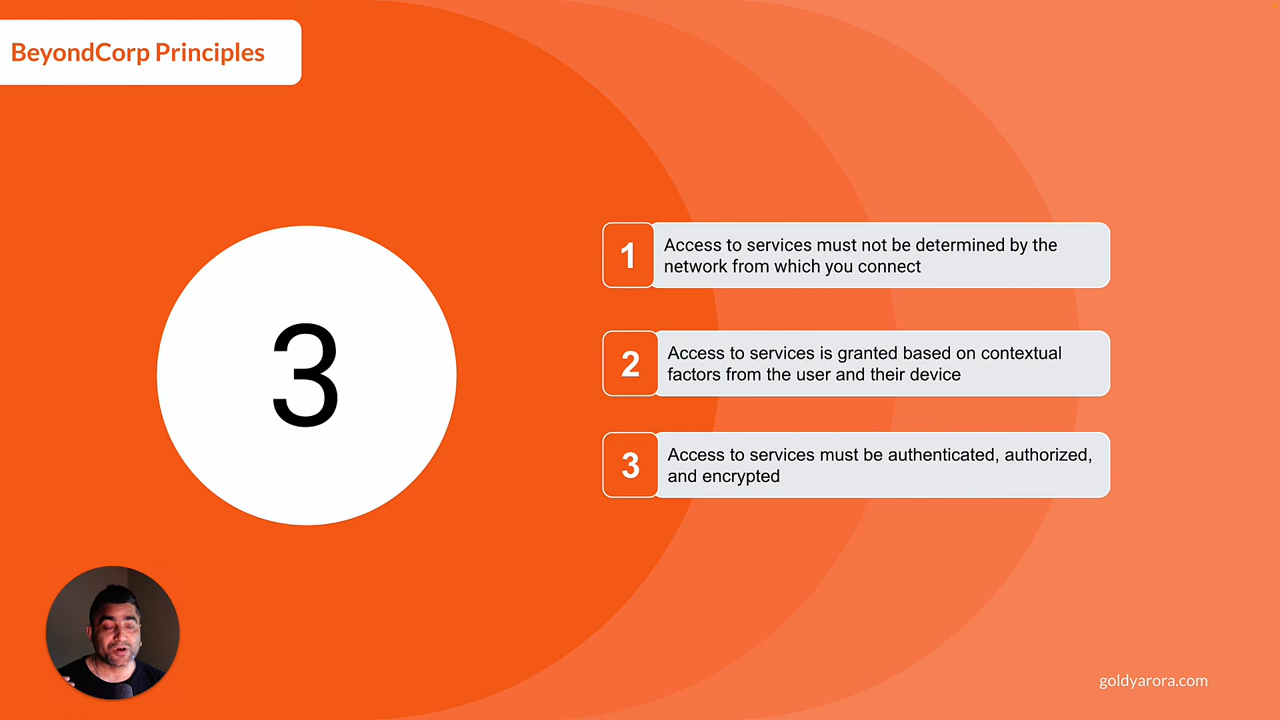 BeyondCorp Principles
3
1
Access to services must not be determined by the
network from which you connect
2
Access to services is granted based on contextual
factors from the user and their device
3
Access to services must be authenticated, authorized,
and encrypted
goldyarora.com